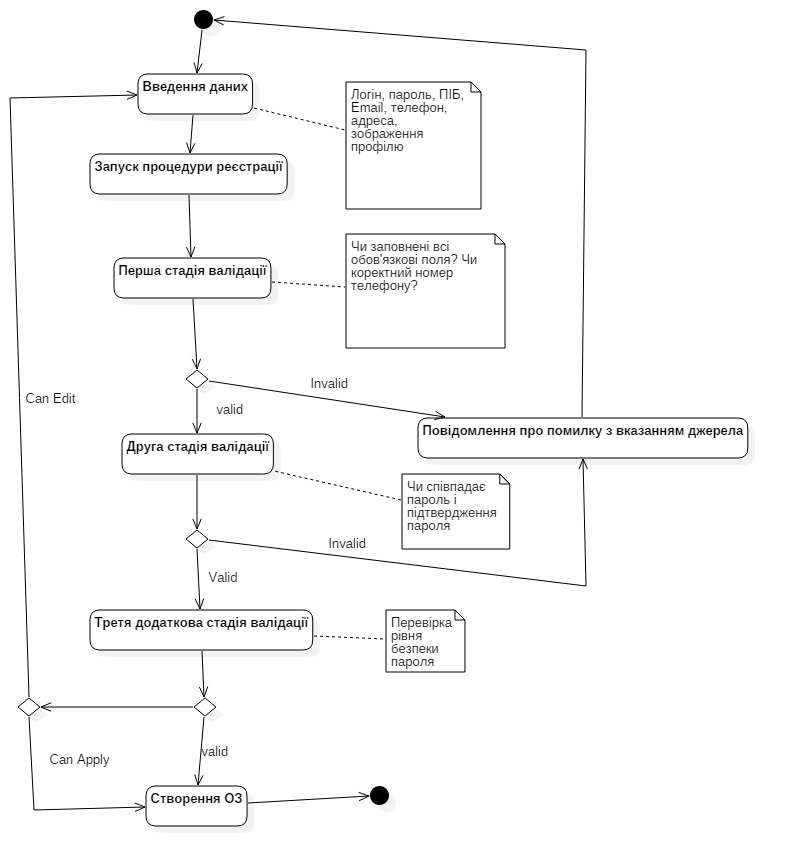 Введення даних
Логін, пароль, ПІБ,
Email, телефон,
адреса,
зображення
профілю
Запуск процедури реєстрації
Перша стадія валідації
Чи заповнені всі
обов'язкові поля? Чи
коректний номер
телефону?
Invalid
Can Edit
valid
Повідомлення про помилку з вказанням джерела
Друга стадія валідації
Чи співпадає
пароль і
підтвердження
пароля
Invalid
Valid
Третя додаткова стадія валідації
Перевірка
рівня
безпеки
пароля
valid
Can Apply
Створення ОЗ